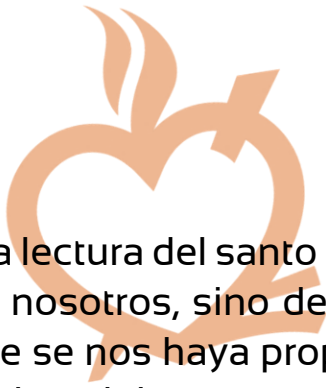 a lectura del santo
nosotros, sino de
e se nos haya prop